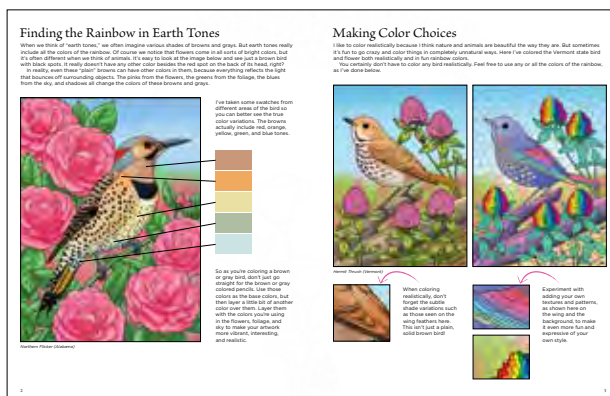 Finding the Rainbow in Earth Tones
When we think of "earth tones," we often imagine various shades of browns and grays. But earth tones really
include all the colors of the rainbow. Of course we notice that flowers come in all sorts of bright colors, but
it's often different when we think of animals. It's easy to look at the image below and see just a brown bird
with black spots. It really doesn't have any other color besides the red spot on the back of its head, right?
In reality, even these "plain" browns can have other colors in them, because everything reflects the light
that bounces off surrounding objects. The pinks from the flowers, the greens from the foliage, the blues
from the sky, and shadows all change the colors of these browns and grays.
I've taken some swatches from
different areas of the bird so
you can better see the true
color variations. The browns
actually include red, orange,
yellow, green, and blue tones.
So as you're coloring a brown
or gray bird, don't just go
straight for the brown or gray
colored pencils. Use those
colors as the base colors, but
then layer a little bit of another
color over them. Layer them
with the colors you're using
in the flowers, foliage, and
sky to make your artwork
more vibrant, interesting,
and realistic.
Northern Flicker (Alabama)
2
Making Color Choices
I like to color realistically because I think nature and animals are beautiful the way they are. But sometimes
it's fun to go crazy and color things in completely unnatural ways. Here I've colored the Vermont state bird
and flower both realistically and in fun rainbow colors.
You certainly don't have to color any bird realistically. Feel free to use any or all the colors of the rainbow,
as I've done below.
Hermit Thrush (Vermont)
When coloring
realistically, don't
forget the subtle
shade variations such
as those seen on the
wing feathers here.
This isn't just a plain,
solid brown bird!
Experiment with
adding your own
textures and patterns,
as shown here on
the wing and the
background, to make
it even more fun and
expressive of your
own style.
3